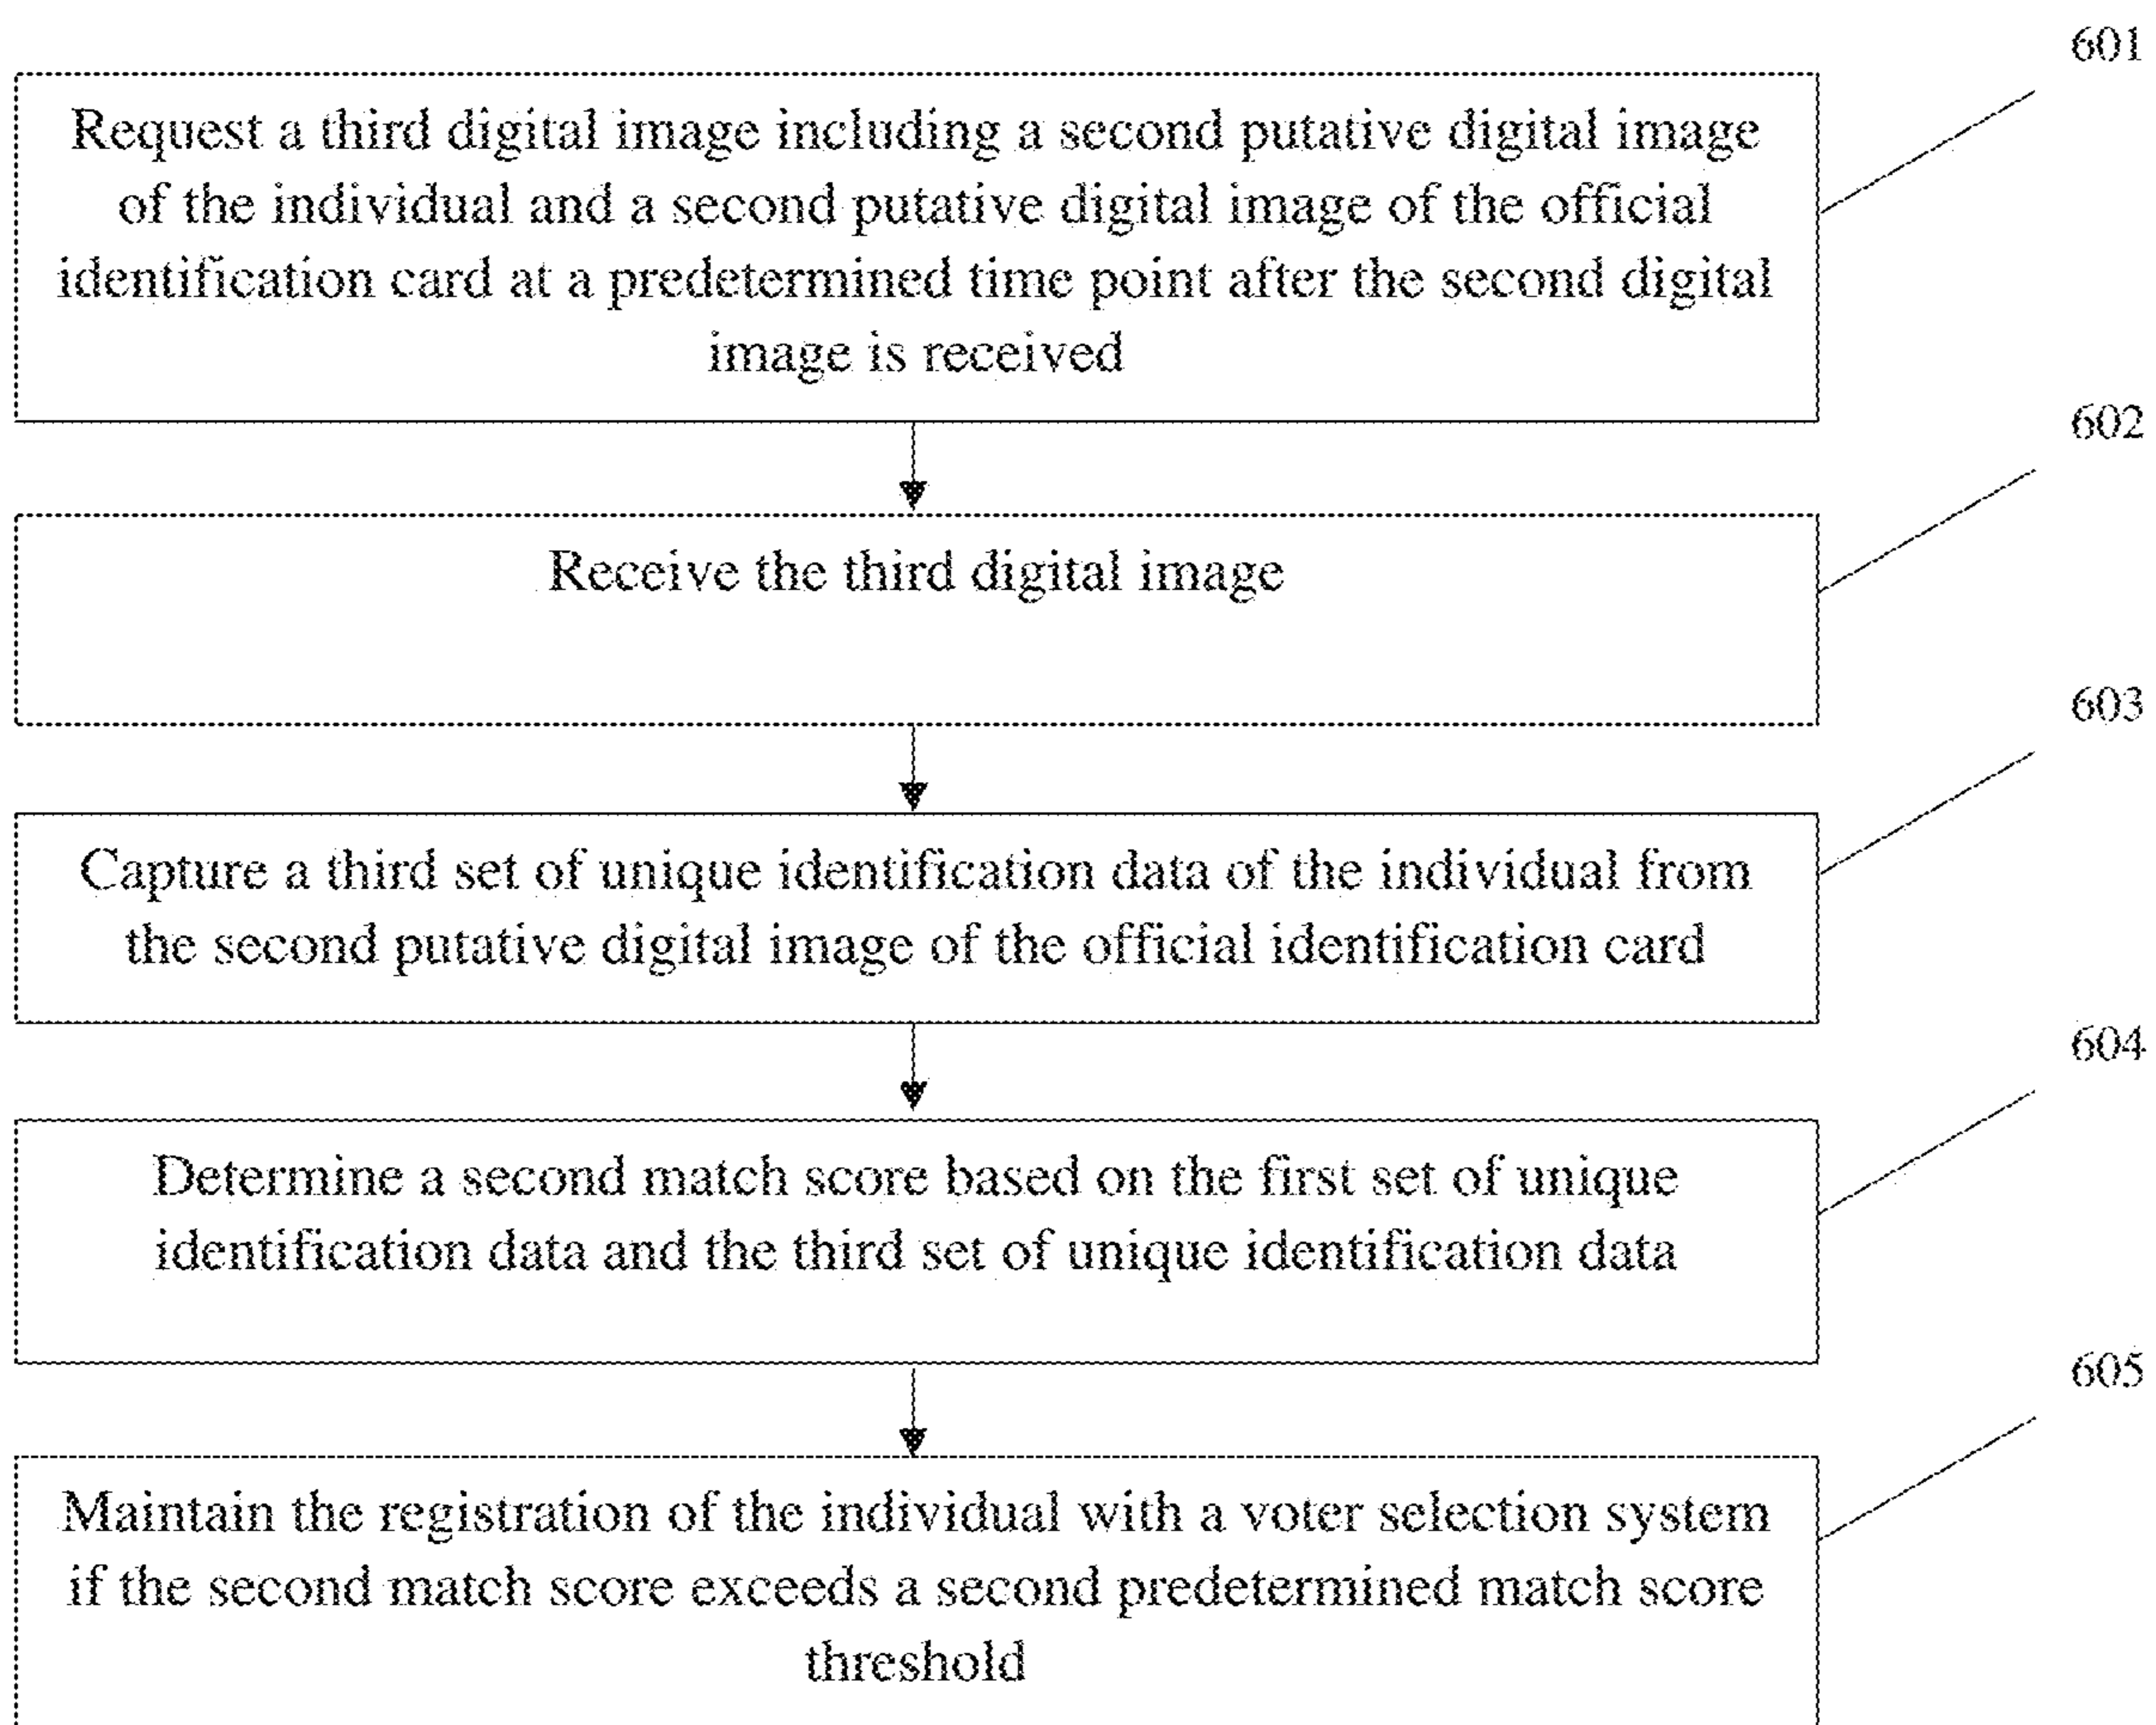 601
Request a third digital image including a second putative digital image
of the individual and a second putative digital image of the official
identification card at a predetermined time point after the second digital
image is received
602
Receive the third digital image
603
Capture a third set of unique identification data of the individual from
the second putative digital image of the official identification card
604
Determine a second match score based on the first set of unique
identification data and the third set of unique identification data
605
Maintain the registration of the individual with a voter selection system
if the second match score exceeds a second predetermined match score
threshold